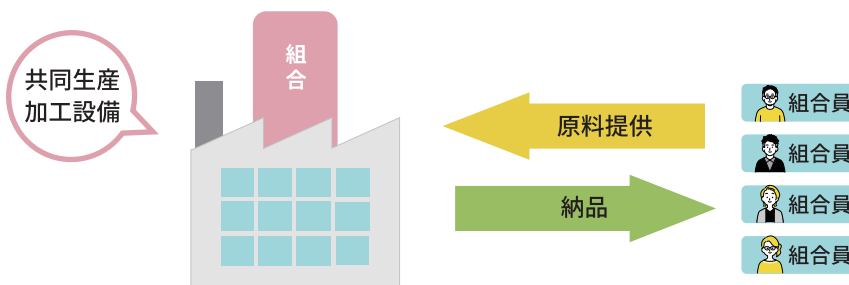 共同生産
加工設備
組合
原料提供
納品
組合員
組合員
組合員
組合員